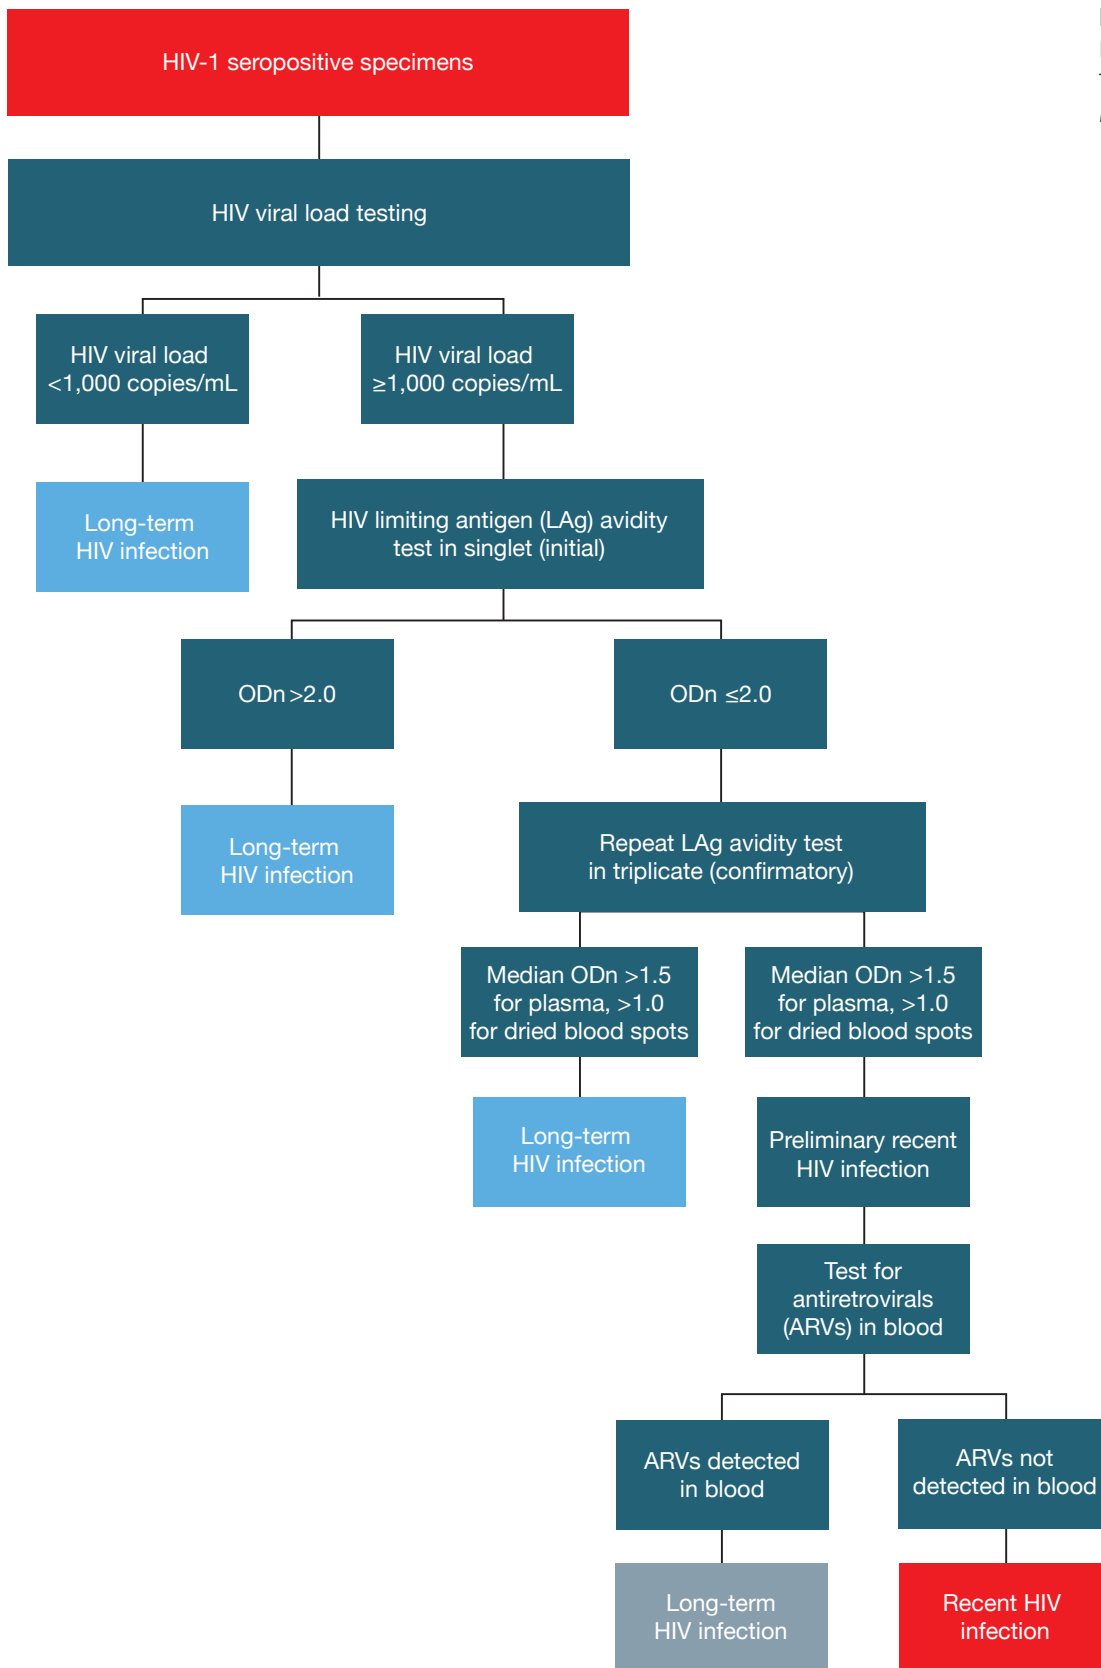 HIV-1 seropositive specimens
HIV viral load testing
HIV viral load
<1,000 copies/mL
HIV viral load
≥1,000 copies/mL
Long-term
HIV infection
HIV limiting antigen (LAg) avidity
test in singlet (initial)
ODn >2.0
ODn ≤2.0
Long-term
HIV infection
Repeat LAg avidity test
in triplicate (confirmatory)
Median ODn >1.5
for plasma, >1.0
for dried blood spots
Median ODn >1.5
for plasma, >1.0
for dried blood spots
Long-term
HIV infection
Preliminary recent
HIV infection
Test for
antiretrovirals
(ARVs) in blood
ARVs detected
in blood
ARVs not
detected in blood
Long-term
HIV infection
Recent HIV
infection